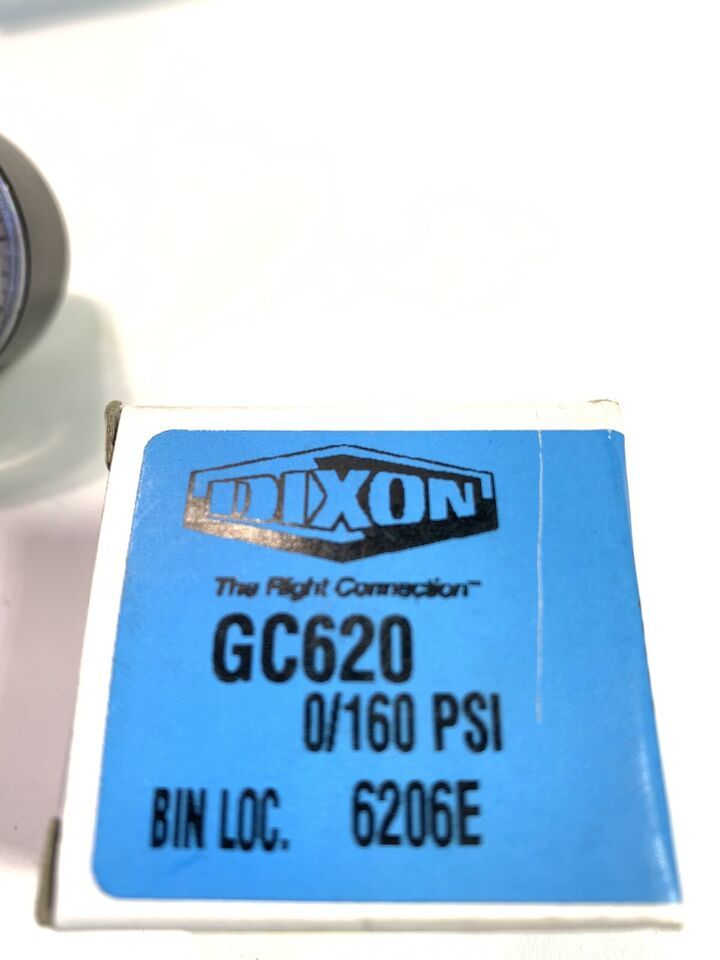 DIXON
The Right Connection™
GC620
0/160 PSI
BIN LOC. 6206E